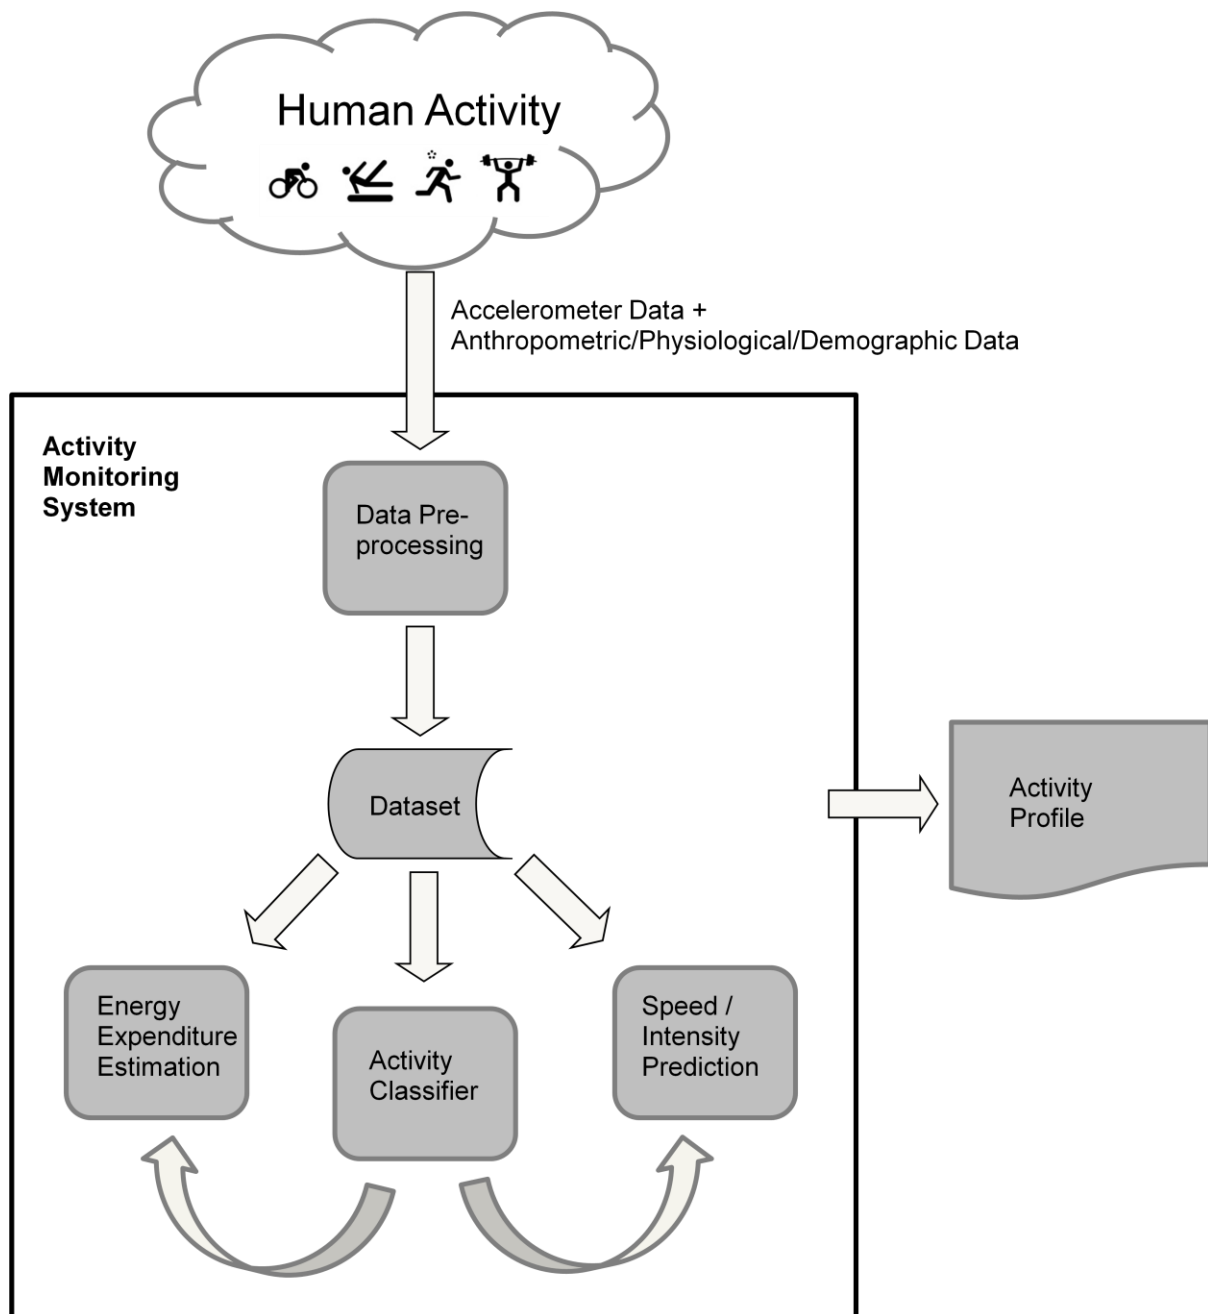 Human Activity
Accelerometer Data +
Anthropometric/Physiological/Demographic Data
Activity
Monitoring
System
Data Pre-
processing
Dataset
Activity
Profile
Energy
Expenditure
Estimation
Activity
Classifier
Speed /
Intensity
Prediction